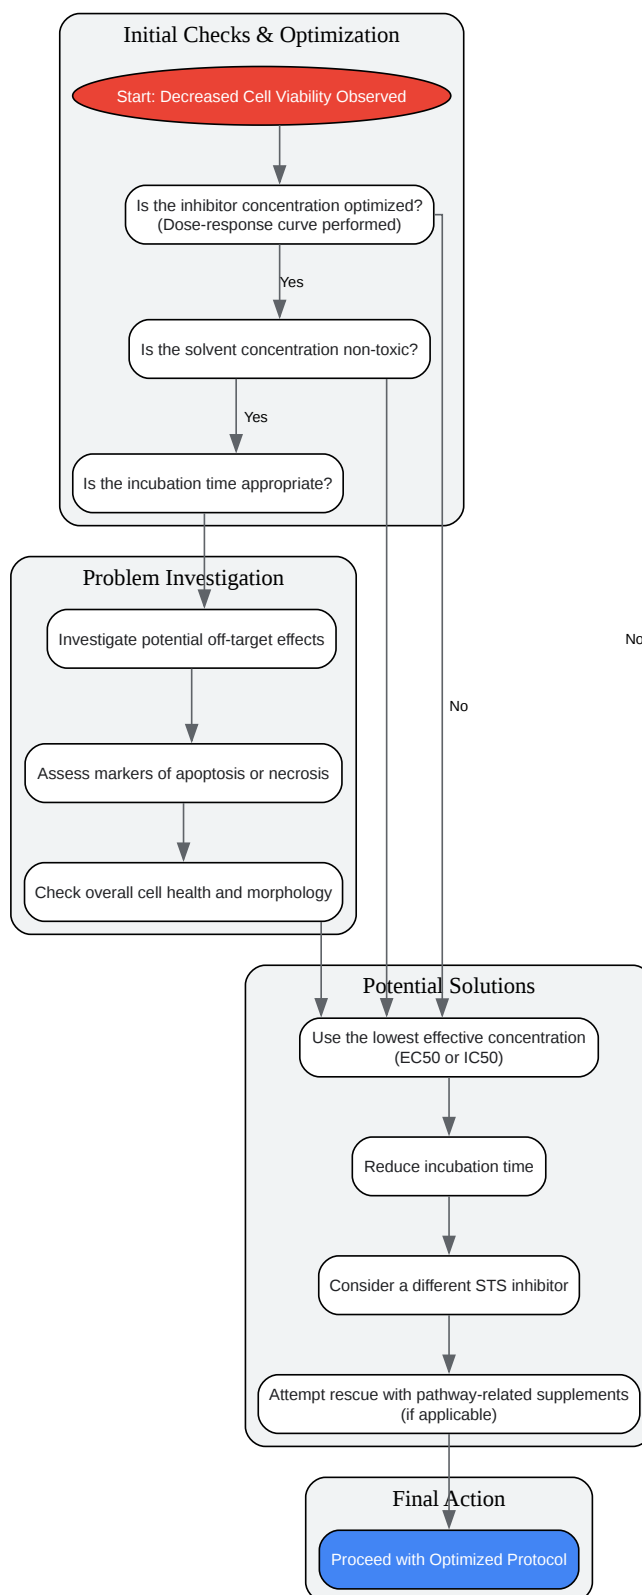 Initial Checks & Optimization
Start: Decreased Cell Viability Observed
Is the inhibitor concentration optimized?
(Dose-response curve performed)
Yes
Is the solvent concentration non-toxic?
Yes
Is the incubation time appropriate?
Problem Investigation
Investigate potential off-target effects
No
No
Assess markers of apoptosis or necrosis
Check overall cell health and morphology
Potential Solutions
Use the lowest effective concentration
(EC50 or IC50)
Reduce incubation time
Consider a different STS inhibitor
Attempt rescue with pathway-related supplements
(if applicable)
Final Action
Proceed with Optimized Protocol